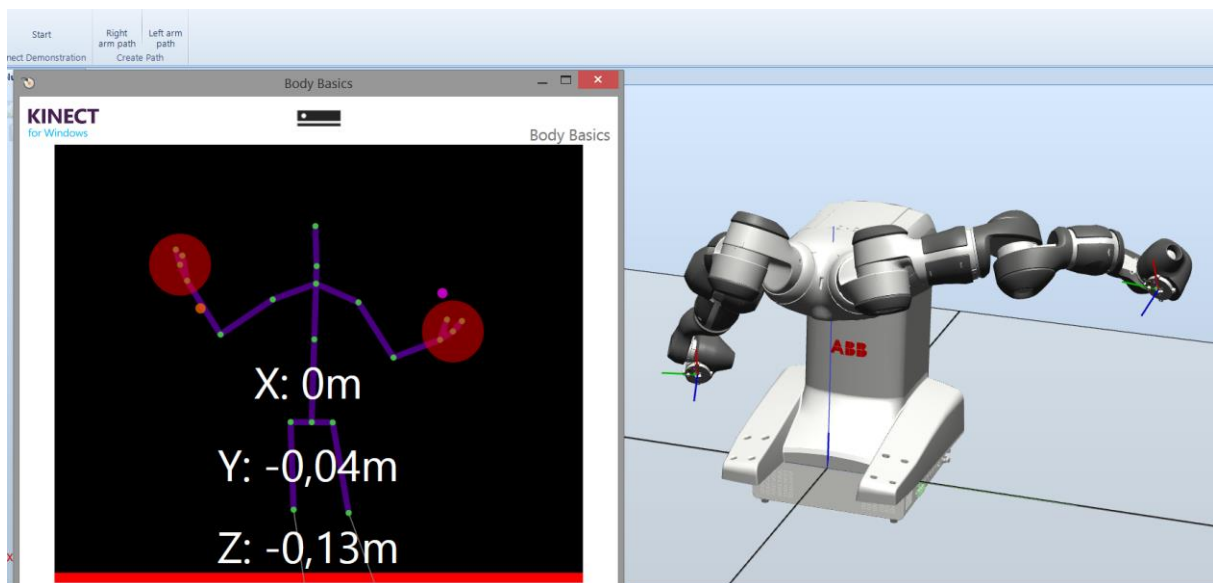 Start
Right arm path
Left arm path
nect Demonstration
Create Path
Body Basics
KINECT
for Windows
Body Basics
X: 0m
Y: -0,04m
Z: -0,13m
ABB
X